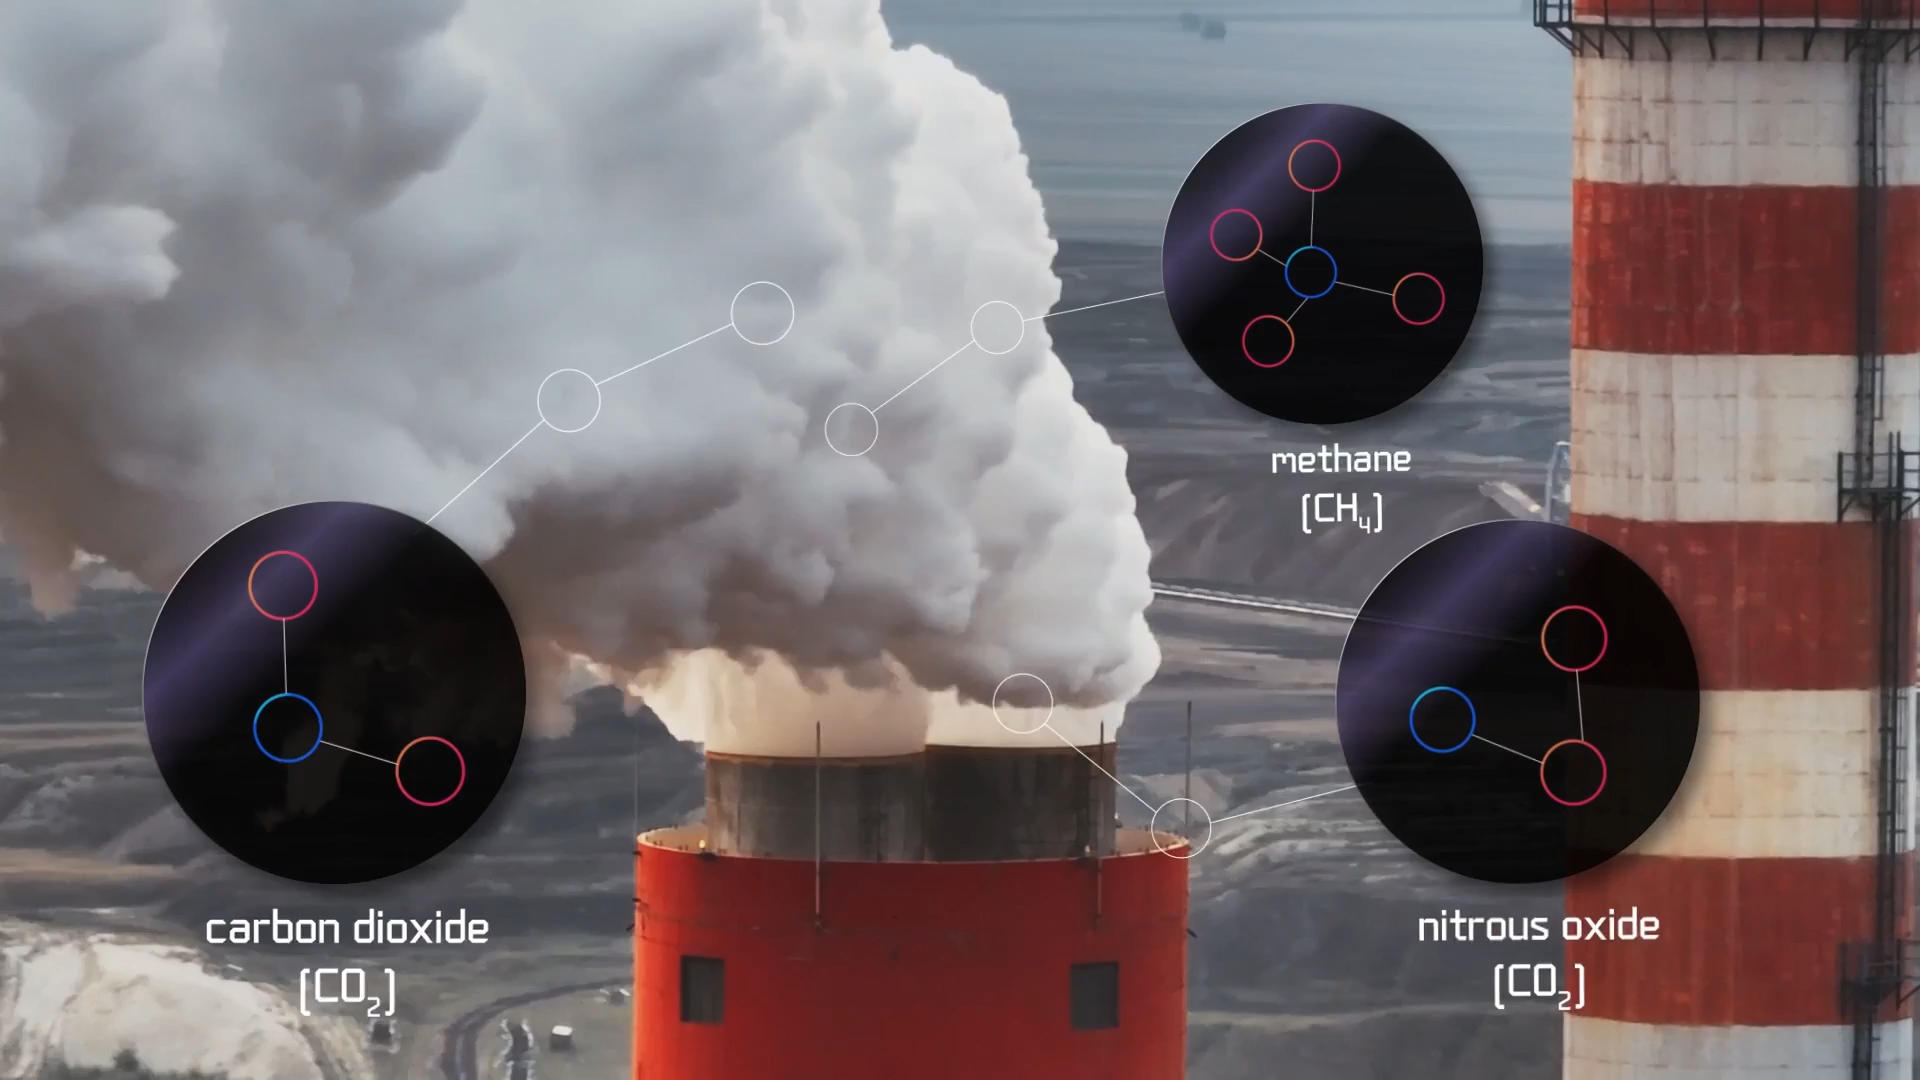 methane
[CH₄]
carbon dioxide
[CO₂]
nitrous oxide
[CO₂]